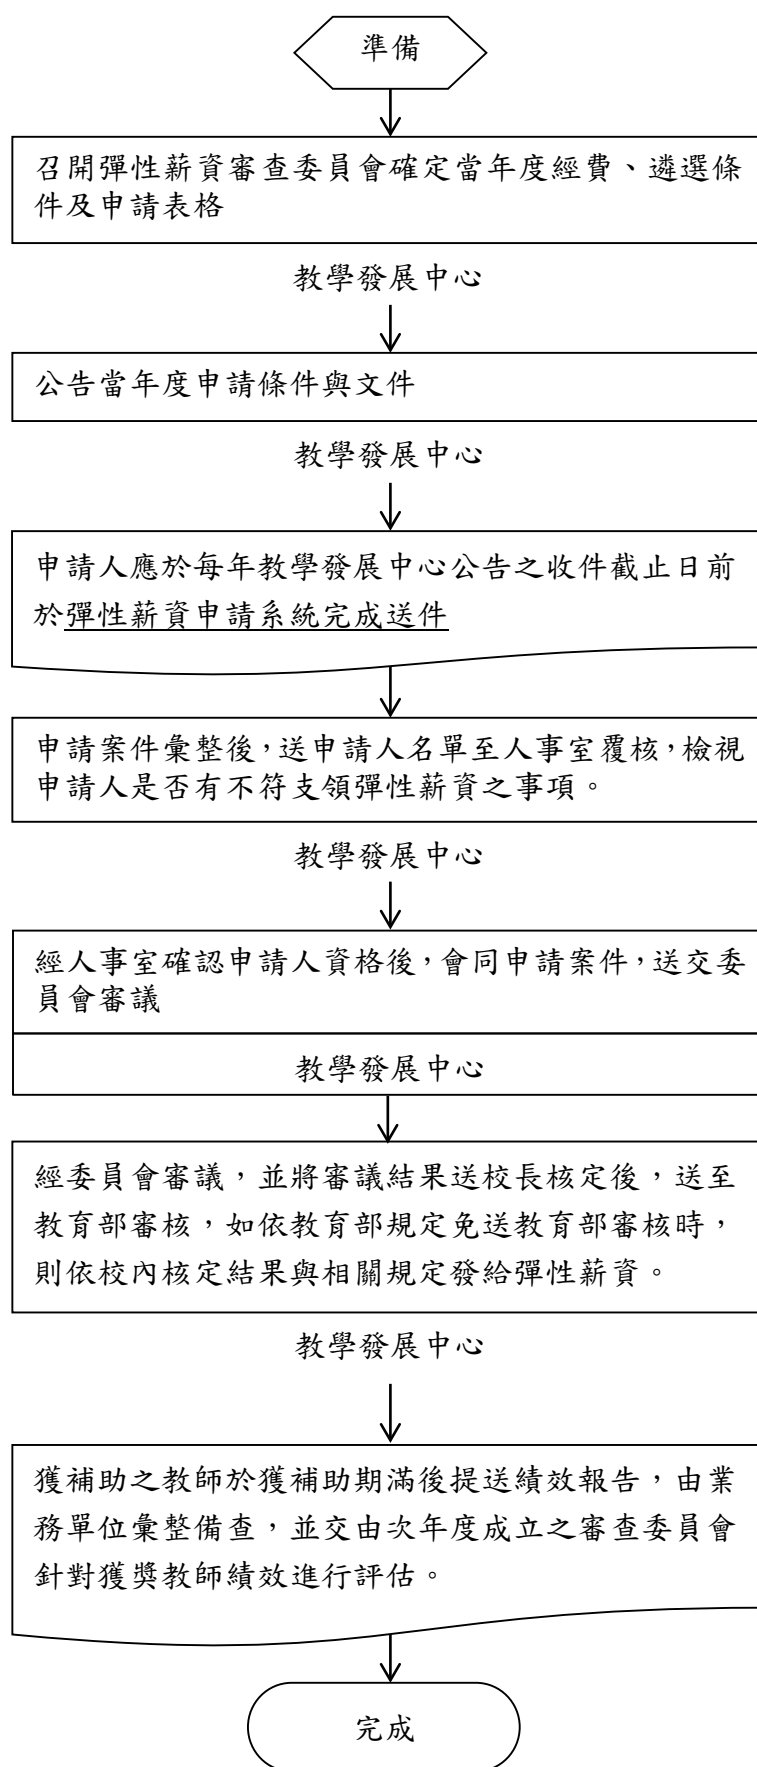 準備
召開彈性薪資審查委員會確定當年度經費、遴選條
件及申請表格
教學發展中心
公告當年度申請條件與文件
教學發展中心
申請人應於每年教學發展中心公告之收件截止日前
於彈性薪資申請系統完成送件
申請案件彙整後，送申請人名單至人事室覆核，檢視
申請人是否有不符支領彈性薪資之事項。
教學發展中心
經人事室確認申請人資格後，會同申請案件，送交委
員會審議
教學發展中心
經委員會審議，並將審議結果送校長核定後，送至
教育部審核，如依教育部規定免送教育部審核時，
則依校內核定結果與相關規定發給彈性薪資。
教學發展中心
獲補助之教師於獲補助期滿後提送績效報告，由業
務單位彙整備查，並交由次年度成立之審查委員會
針對獲獎教師績效進行評估。
完成